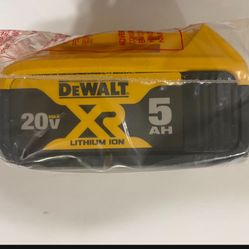 DEWALT
20V MAX
XR
LITHIUM ION
5
AH